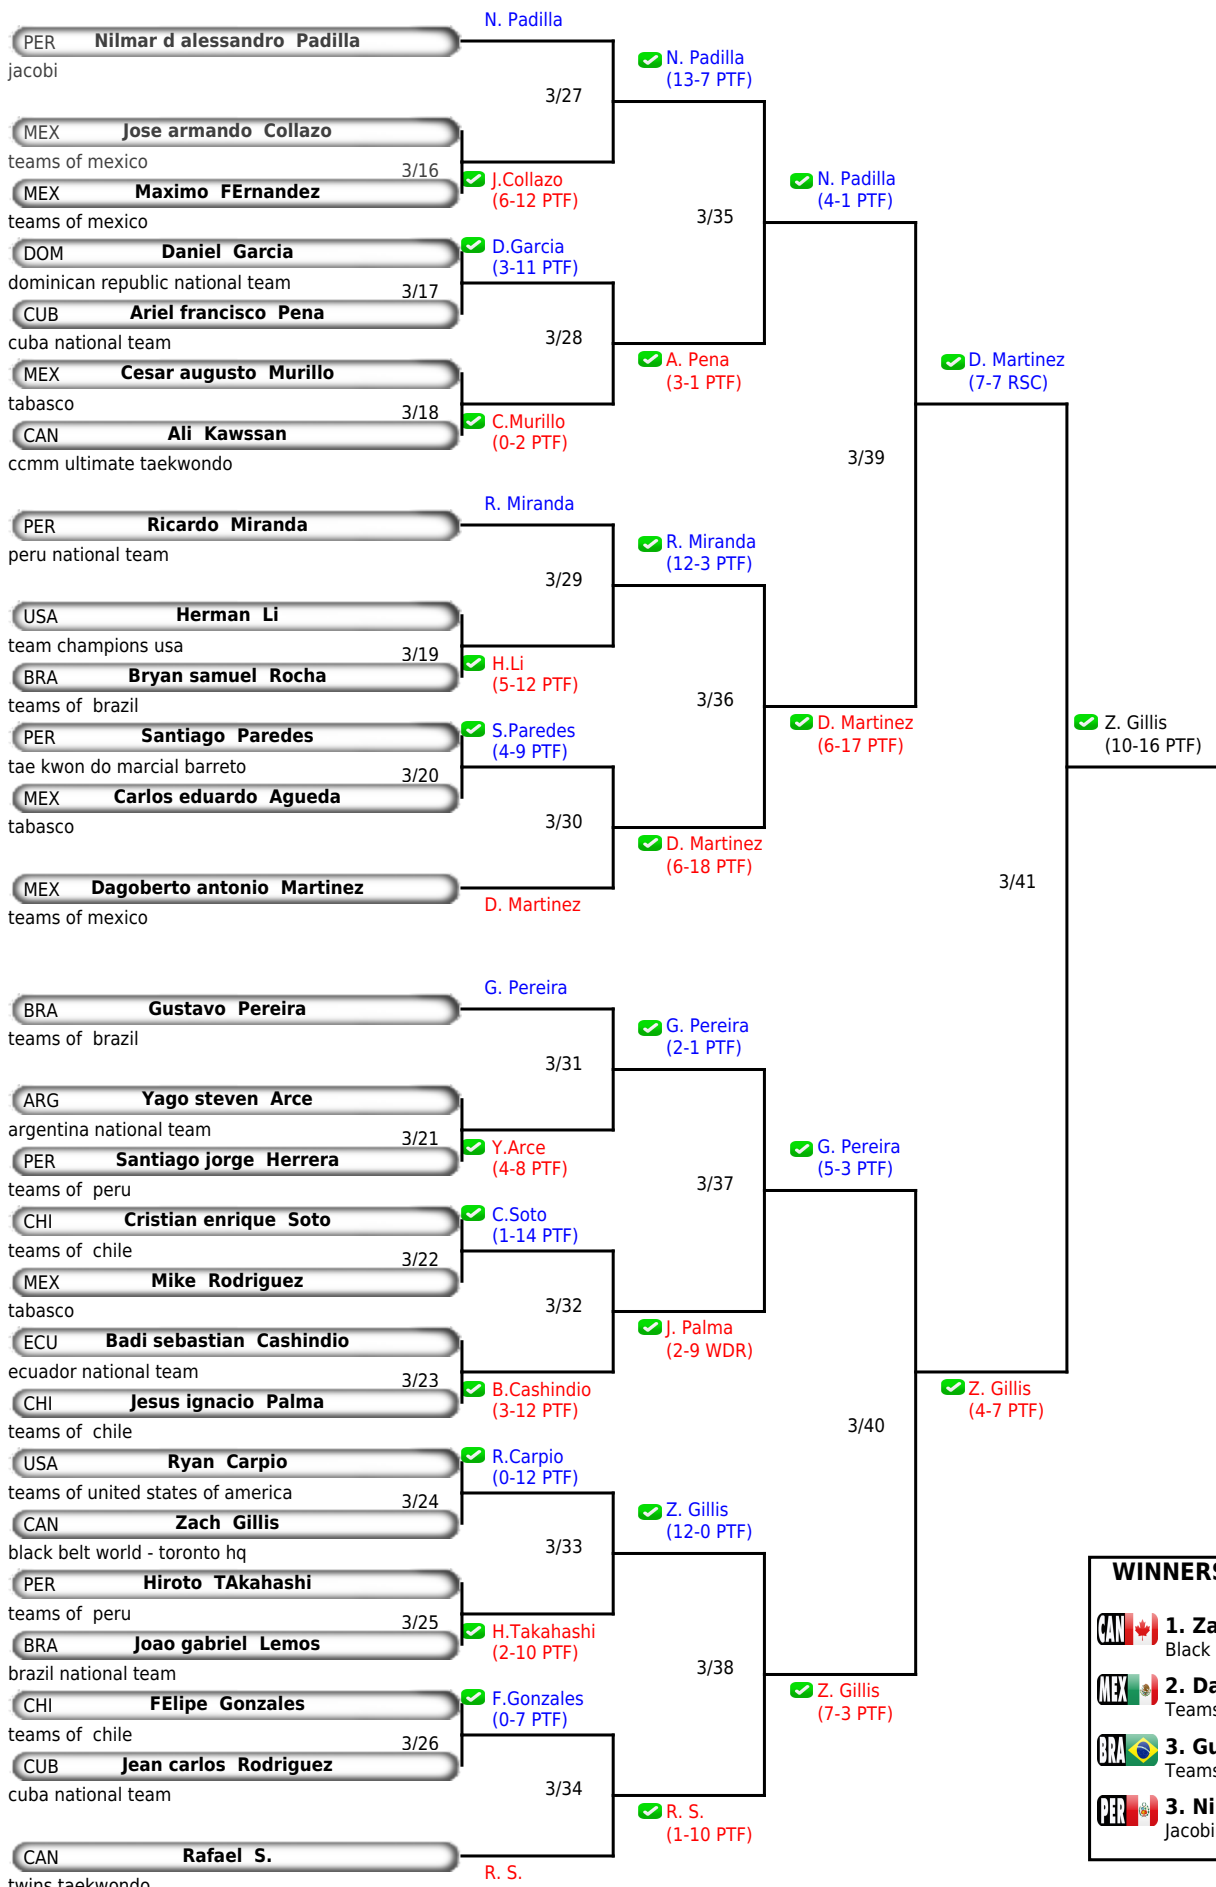 N. Padilla
PER Nilmar d alessandro Padilla
jacobi
N. Padilla
(13-7 PTF)
3/27
MEX Jose armando Collazo
teams of mexico
3/16
MEX Maximo FErnandez
teams of mexico
J.Collazo
(6-12 PTF)
N. Padilla
(4-1 PTF)
3/35
DOM Daniel Garcia
dominican republic national team
D.Garcia
(3-11 PTF)
3/17
CUB Ariel francisco Pena
cuba national team
3/28
A. Pena
(3-1 PTF)
MEX Cesar augusto Murillo
tabasco
3/18
CAN Ali Kawssan
ccmm ultimate taekwondo
C.Murillo
(0-2 PTF)
D. Martinez
(7-7 RSC)
3/39
R. Miranda
PER Ricardo Miranda
peru national team
R. Miranda
(12-3 PTF)
3/29
USA Herman Li
team champions usa
3/19
BRA Bryan samuel Rocha
teams of  brazil
H.Li
(5-12 PTF)
3/36
PER Santiago Paredes
tae kwon do marcial barreto
S.Paredes
(4-9 PTF)
D. Martinez
(6-17 PTF)
Z. Gillis
(10-16 PTF)
3/20
MEX Carlos eduardo Agueda
tabasco
3/30
D. Martinez
(6-18 PTF)
MEX Dagoberto antonio Martinez
teams of mexico
D. Martinez
3/41
G. Pereira
BRA Gustavo Pereira
teams of  brazil
G. Pereira
(2-1 PTF)
3/31
ARG Yago steven Arce
argentina national team
3/21
PER Santiago jorge Herrera
teams of  peru
Y.Arce
(4-8 PTF)
G. Pereira
(5-3 PTF)
3/37
CHI Cristian enrique Soto
teams of  chile
C.Soto
(1-14 PTF)
3/22
MEX Mike Rodriguez
tabasco
3/32
J. Palma
(2-9 WDR)
ECU Badi sebastian Cashindio
ecuador national team
3/23
CHI Jesus ignacio Palma
teams of  chile
B.Cashindio
(3-12 PTF)
Z. Gillis
(4-7 PTF)
3/40
USA Ryan Carpio
teams of united states of america
R.Carpio
(0-12 PTF)
3/24
CAN Zach Gillis
black belt world - toronto hq
Z. Gillis
(12-0 PTF)
3/33
PER Hiroto TAkahashi
teams of  peru
3/25
BRA Joao gabriel Lemos
brazil national team
H.Takahashi
(2-10 PTF)
3/38
CHI FElipe Gonzales
teams of  chile
F.Gonzales
(0-7 PTF)
Z. Gillis
(7-3 PTF)
3/26
CUB Jean carlos Rodriguez
cuba national team
3/34
R. S.
(1-10 PTF)
CAN Rafael S.
twins taekwondo
R. S.
WINNERS
CAN 1. Za
Black
MEX 2. Da
Teams
BRA 3. Gu
Teams
PER 3. Ni
Jacobi